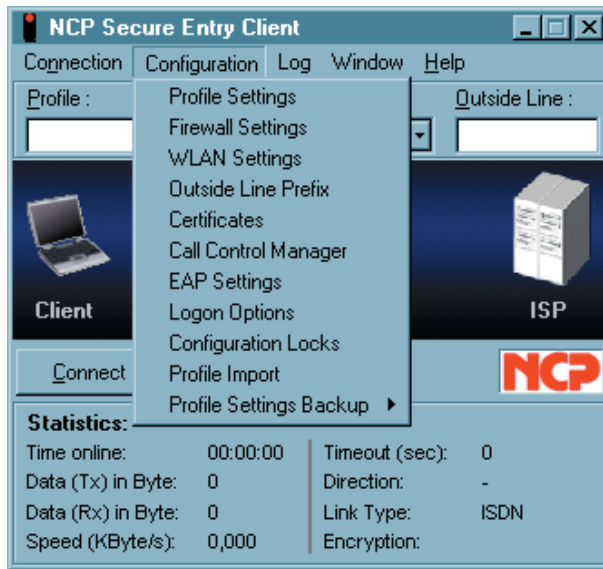 NCP Secure Entry Client
Connection Configuration Log Window Help
Profile : Outside Line :
Profile Settings
Firewall Settings
WLAN Settings
Outside Line Prefix
Certificates
Call Control Manager
EAP Settings
Logon Options
Configuration Locks
Profile Import
Profile Settings Backup
Client ISP
Connect NCP
Statistics:
Time online: 00:00:00 Timeout (sec): 0
Data (Tx) in Byte: 0 Direction: -
Data (Rx) in Byte: 0 Link Type: ISDN
Speed (KByte/s): 0,000 Encryption: